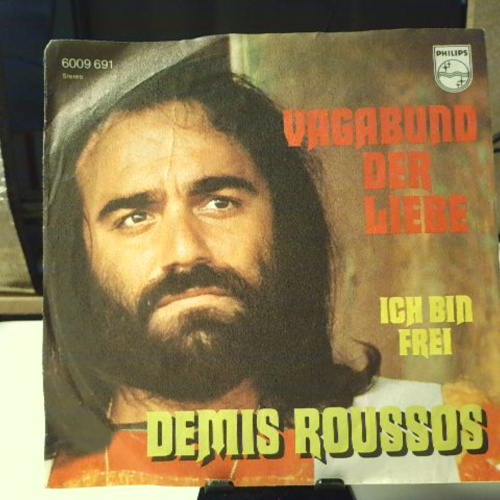 6009 691
Stereo
PHILIPS
VAGABUND
DER
LIEBE
ICH BIN
FREI
DEMIS ROUSSOS